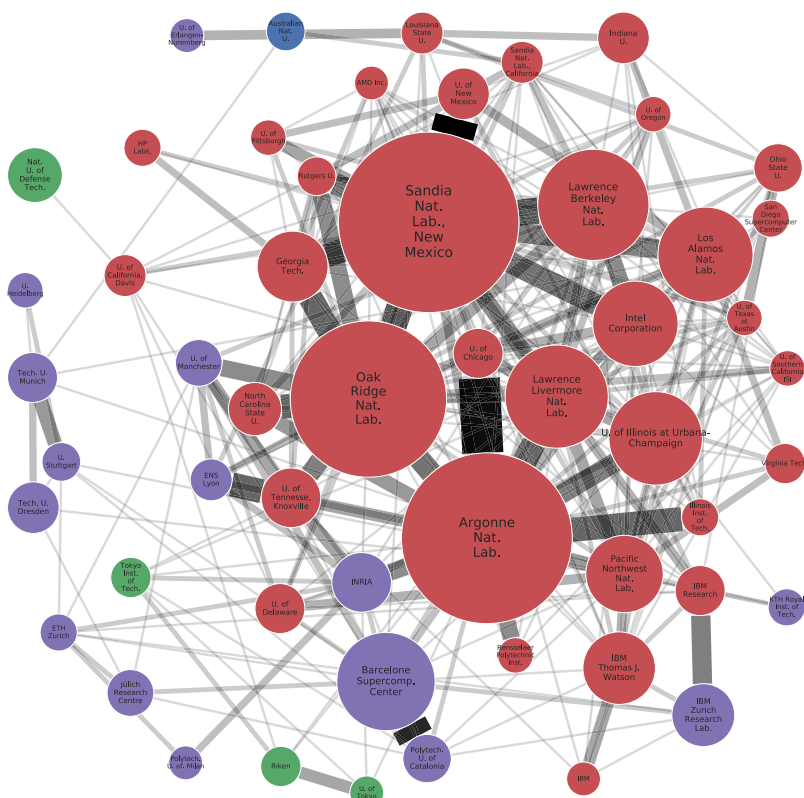 U. of
Erlangen-
Nuremberg
Australian
Nat.
U.
Louisiana
State
U.
Indiana
U.
Sandia
Nat.
Lab.,
California
AMD Inc.
U. of
New
Mexico
U. of
Oregon
HP
Labs.
U. of
Pittsburgh
Nat.
U. of
Defense
Tech.
Rutgers U.
Sandia
Nat.
Lab.,
New
Mexico
Lawrence
Berkeley
Nat.
Lab.
Ohio
State
U.
San
Diego
Supercomputer
Center
Georgia
Tech.
Los
Alamos
Nat.
Lab.
U. of
California,
Davis
U.
Heidelberg
Intel
Corporation
U. of
Texas
at
Austin
U. of
Manchester
U. of
Chicago
Tech. U.
Munich
Oak
Ridge
Nat.
Lab.
Lawrence
Livermore
Nat.
Lab.
U. of
Southern
California
ISI
North
Carolina
State
U.
U. of Illinois at Urbana-
Champaign
U.
Stuttgart
Virginia Tech.
ENS
Lyon
U. of
Tennesse,
Knoxville
Tech. U.
Dresden
Argonne
Nat.
Lab.
Illinois
Inst.
of
Tech.
Tokyo
Inst.
of
Tech.
INRIA
Pacific
Northwest
Nat.
Lab.
IBM
Research
KTH Royal
Inst. of
Tech.
U. of
Delaware
ETH
Zurich
Rensselaer
Polytechnic
Inst.
IBM
Thomas J.
Watson
Jülich
Research
Centre
Barcelone
Supercomp.
Center
IBM
Zurich
Research
Lab.
Polytech.
U. of. Milan
Riken
Polytech.
U. of
Catalonia
IBM
U. of
Tokyo